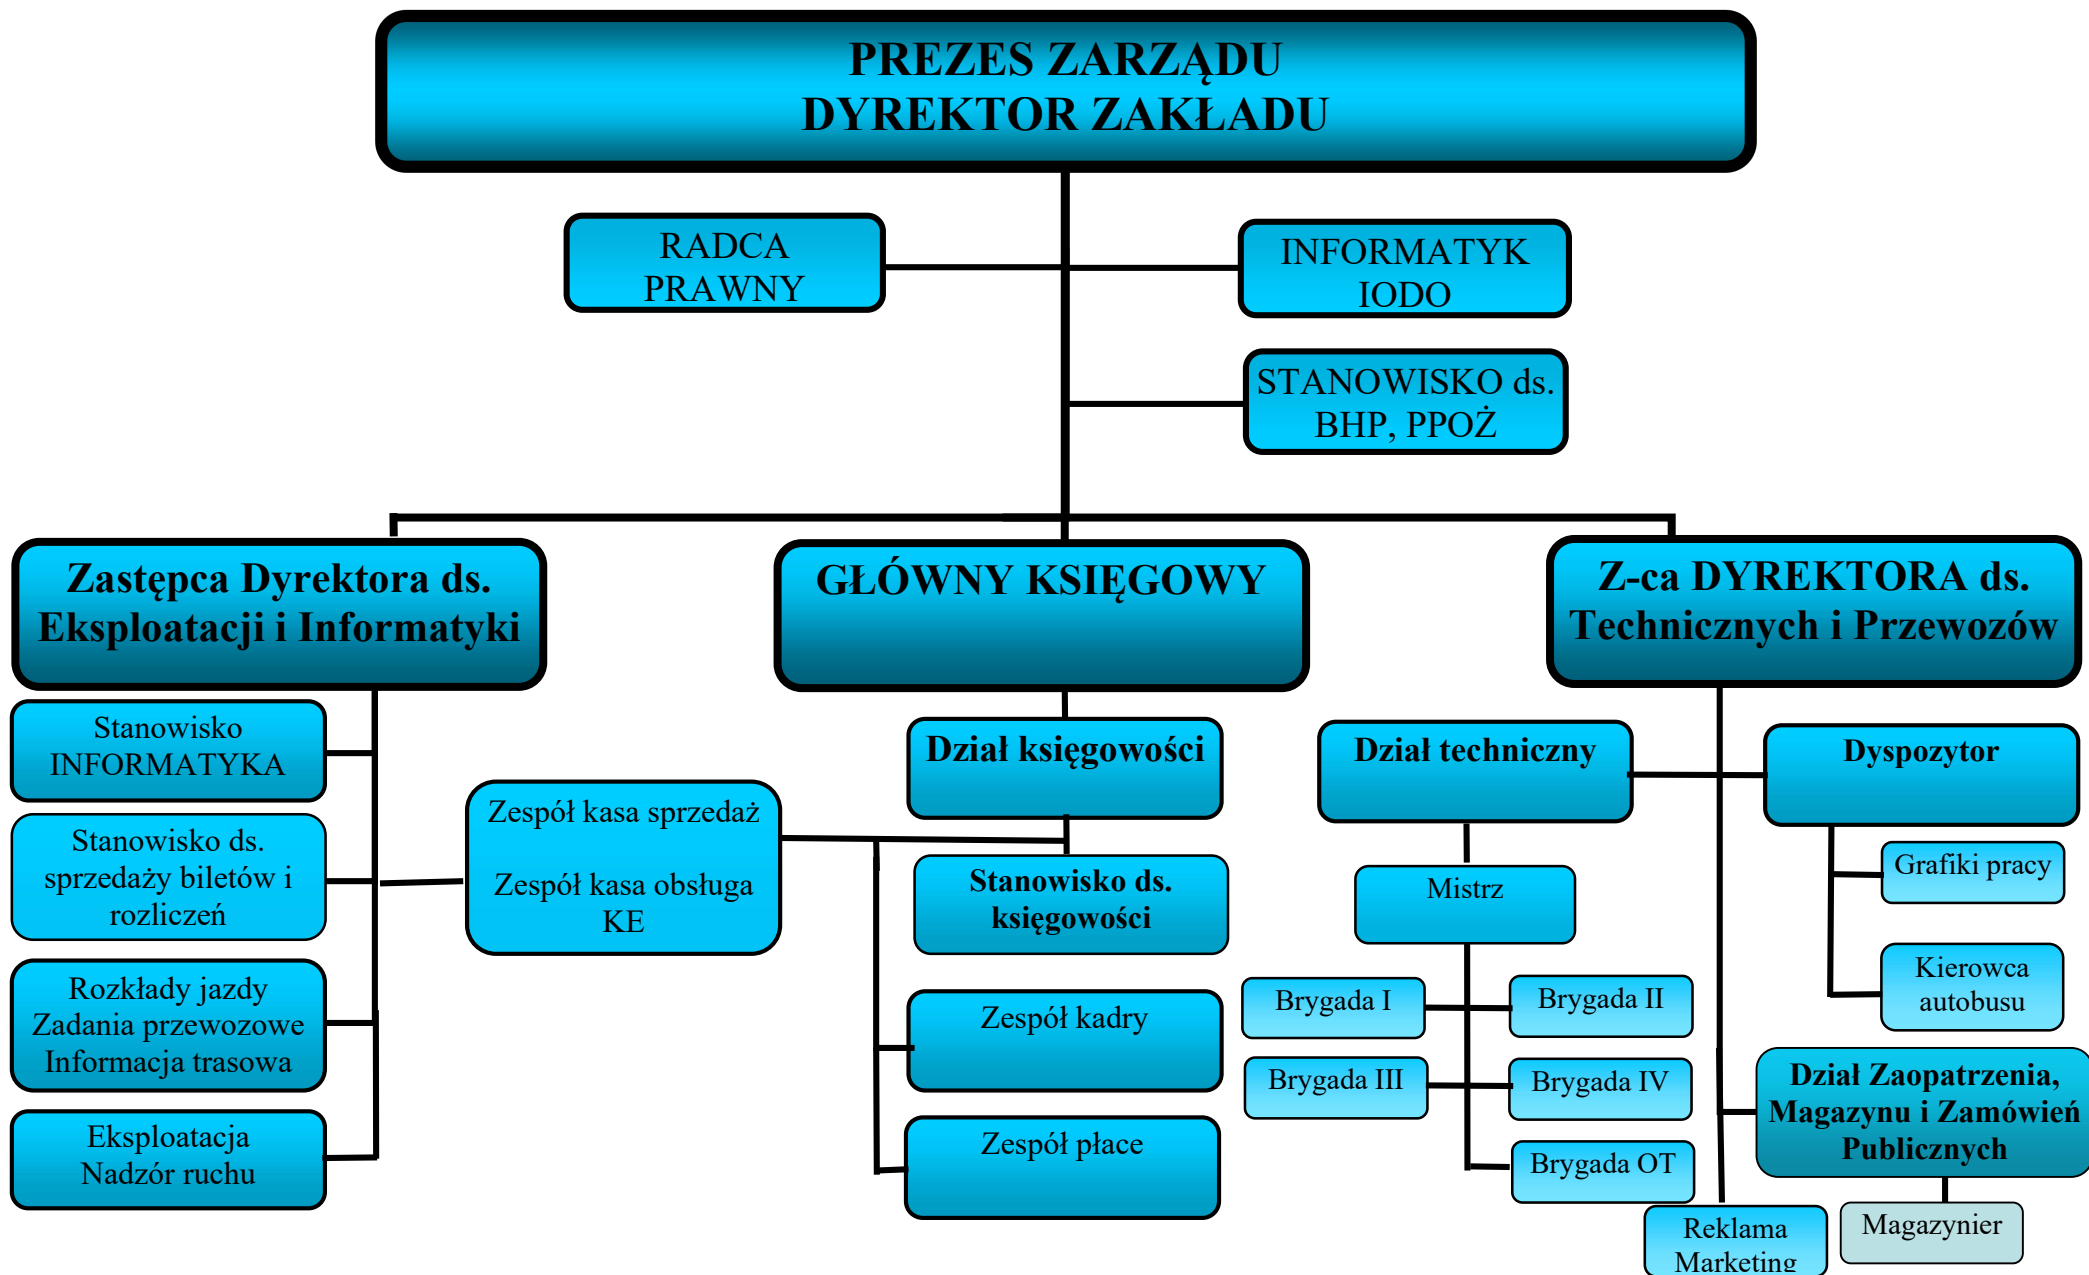 PREZES ZARZĄDU
DYREKTOR ZAKŁADU
RADCA
PRAWNY
INFORMATYK
IODO
STANOWISKO ds.
BHP, PPOŻ
Zastępca Dyrektora ds.
Eksploatacji i Informatyki
GŁÓWNY KSIĘGOWY
Z-ca DYREKTORA ds.
Technicznych i Przewozów
Stanowisko
INFORMATYKA
Stanowisko ds.
sprzedaży biletów i
rozliczeń
Rozkłady jazdy
Zadania przewozowe
Informacja trasowa
Eksploatacja
Nadzór ruchu
Zespół kasa sprzedaż
Zespół kasa obsługa
KE
Dział księgowości
Stanowisko ds.
księgowości
Zespół kadry
Zespół płace
Dział techniczny
Mistrz
Brygada I
Brygada II
Brygada III
Brygada IV
Brygada OT
Dyspozytor
Grafiki pracy
Kierowca
autobusu
Dział Zaopatrzenia,
Magazynu i Zamówień
Publicznych
Magazynier
Reklama
Marketing